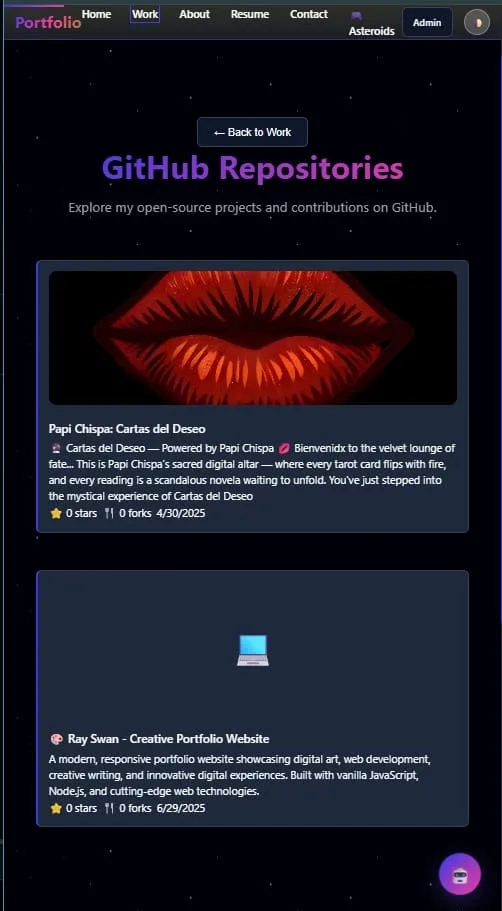 Portfolio Home Work About Resume Contact 🎮 Asteroids Admin
← Back to Work
GitHub Repositories
Explore my open-source projects and contributions on GitHub.
Papi Chispa: Cartas del Deseo
🔮 Cartas del Deseo — Powered by Papi Chispa 💋 Bienvenidx to the velvet lounge of
fate... This is Papi Chispa's sacred digital altar — where every tarot card flips with fire,
and every reading is a scandalous novela waiting to unfold. You've just stepped into
the mystical experience of Cartas del Deseo
⭐ 0 stars 🍴 0 forks 4/30/2025
🎨 Ray Swan - Creative Portfolio Website
A modern, responsive portfolio website showcasing digital art, web development,
creative writing, and innovative digital experiences. Built with vanilla JavaScript,
Node.js, and cutting-edge web technologies.
⭐ 0 stars 🍴 0 forks 6/29/2025